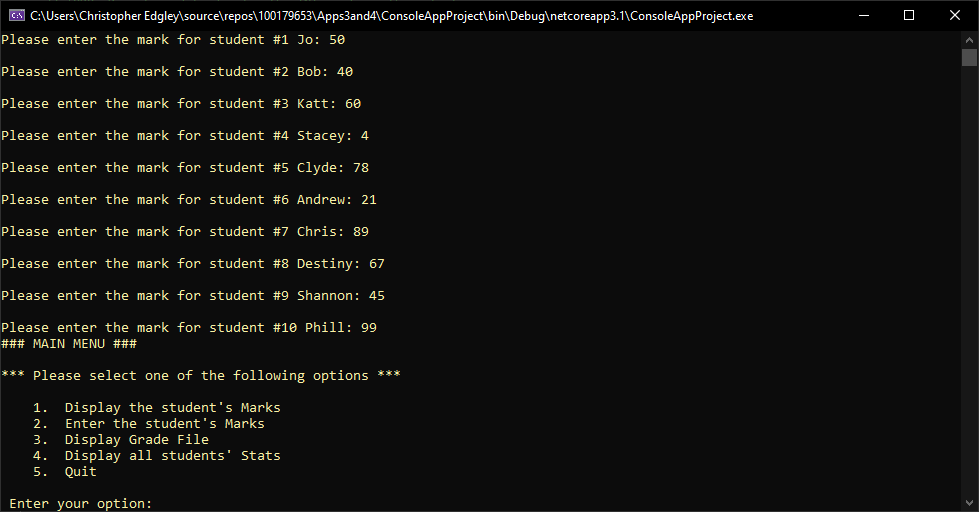 C:\Users\Christopher Edgley\source\repos\100179653\Apps3and4\ConsoleAppProject\bin\Debug\netcoreapp3.1\ConsoleAppProject.exe
Please enter the mark for student #1 Jo: 50
Please enter the mark for student #2 Bob: 40
Please enter the mark for student #3 Katt: 60
Please enter the mark for student #4 Stacey: 4
Please enter the mark for student #5 Clyde: 78
Please enter the mark for student #6 Andrew: 21
Please enter the mark for student #7 Chris: 89
Please enter the mark for student #8 Destiny: 67
Please enter the mark for student #9 Shannon: 45
Please enter the mark for student #10 Phill: 99
### MAIN MENU ###
*** Please select one of the following options ***
1. Display the student's Marks
2. Enter the student's Marks
3. Display Grade File
4. Display all students' Stats
5. Quit
Enter your option: